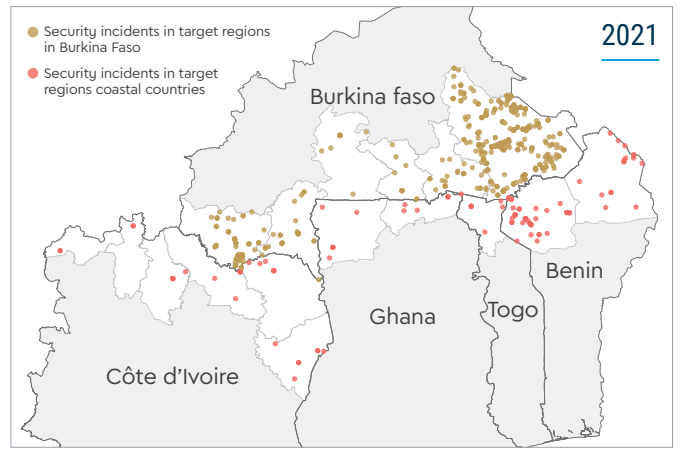 Security incidents in target regions
in Burkina Faso
Security incidents in target
regions coastal countries
2021
Burkina faso
Benin
Togo
Ghana
Côte d'Ivoire